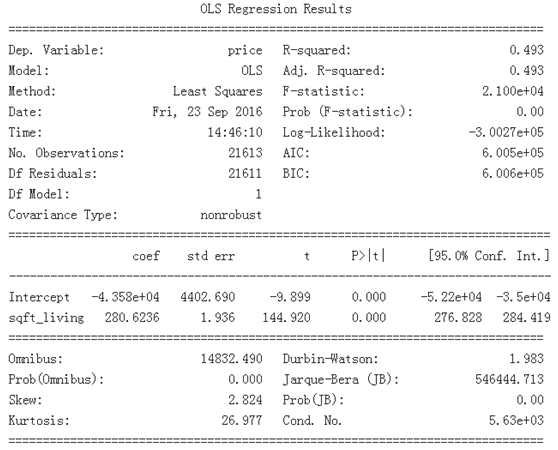 OLS Regression Results
==============================================================================
Dep. Variable: price R-squared: 0.493
Model: OLS Adj. R-squared: 0.493
Method: Least Squares F-statistic: 2.100e+04
Date: Fri, 23 Sep 2016 Prob (F-statistic): 0.00
Time: 14:46:10 Log-Likelihood: -3.0027e+05
No. Observations: 21613 AIC: 6.005e+05
Df Residuals: 21611 BIC: 6.006e+05
Df Model: 1
Covariance Type: nonrobust
==============================================================================
coef std err t P>|t| [95.0% Conf. Int.]
------------------------------------------------------------------------------
Intercept -4.358e+04 4402.690 -9.899 0.000 -5.22e+04 -3.5e+04
sqft_living 280.6236 1.936 144.920 0.000 276.828 284.419
==============================================================================
Omnibus: 14832.490 Durbin-Watson: 1.983
Prob(Omnibus): 0.000 Jarque-Bera (JB): 546444.713
Skew: 2.824 Prob(JB): 0.00
Kurtosis: 26.977 Cond. No. 5.63e+03
==============================================================================